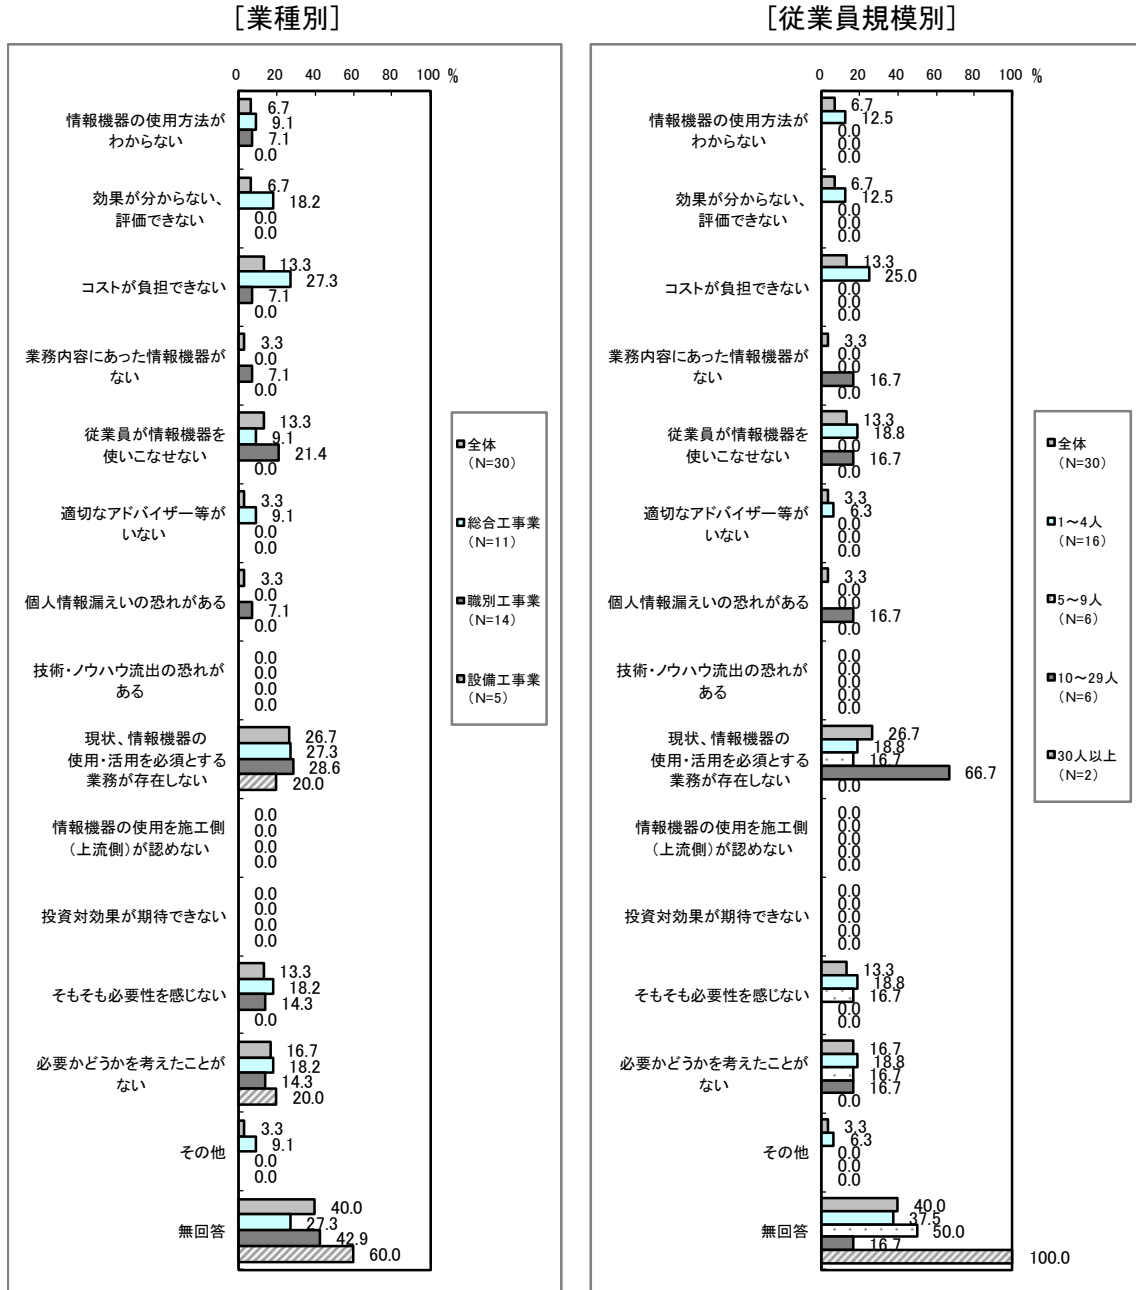 [業種別]
0 20 40 60 80 100 %
情報機器の使用方法が
わからない
6.7
9.1
7.1
0.0
効果が分からない、
評価できない
6.7
18.2
0.0
0.0
コストが負担できない
13.3
27.3
7.1
0.0
業務内容にあった情報機器が
ない
3.3
0.0
7.1
0.0
従業員が情報機器を
使いこなせない
13.3
9.1
21.4
0.0
適切なアドバイザー等が
いない
3.3
9.1
0.0
0.0
個人情報漏えいの恐れがある
3.3
0.0
7.1
0.0
技術・ノウハウ流出の恐れが
ある
0.0
0.0
0.0
0.0
現状、情報機器の
使用・活用を必須とする
業務が存在しない
26.7
27.3
28.6
20.0
情報機器の使用を施工側
（上流側）が認めない
0.0
0.0
0.0
0.0
投資対効果が期待できない
0.0
0.0
0.0
0.0
そもそも必要性を感じない
13.3
18.2
14.3
0.0
必要かどうかを考えたことが
ない
16.7
18.2
14.3
20.0
その他
3.3
9.1
0.0
0.0
無回答
40.0
27.3
42.9
60.0
全体
（N=30）
総合工事業
（N=11）
職別工事業
（N=14）
設備工事業
（N=5）
[従業員規模別]
0 20 40 60 80 100 %
情報機器の使用方法が
わからない
6.7
12.5
0.0
0.0
0.0
効果が分からない、
評価できない
6.7
12.5
0.0
0.0
0.0
コストが負担できない
13.3
25.0
0.0
0.0
0.0
業務内容にあった情報機器が
ない
3.3
0.0
0.0
16.7
0.0
従業員が情報機器を
使いこなせない
13.3
18.8
0.0
16.7
0.0
適切なアドバイザー等が
いない
3.3
6.3
0.0
0.0
0.0
個人情報漏えいの恐れがある
3.3
0.0
0.0
16.7
0.0
技術・ノウハウ流出の恐れが
ある
0.0
0.0
0.0
0.0
0.0
現状、情報機器の
使用・活用を必須とする
業務が存在しない
26.7
18.8
16.7
66.7
0.0
情報機器の使用を施工側
（上流側）が認めない
0.0
0.0
0.0
0.0
0.0
投資対効果が期待できない
0.0
0.0
0.0
0.0
0.0
そもそも必要性を感じない
13.3
18.8
16.7
0.0
0.0
必要かどうかを考えたことが
ない
16.7
18.8
16.7
16.7
0.0
その他
3.3
6.3
0.0
0.0
0.0
無回答
40.0
37.5
50.0
16.7
100.0
全体
（N=30）
1～4人
（N=16）
5～9人
（N=6）
10～29人
（N=6）
30人以上
（N=2）